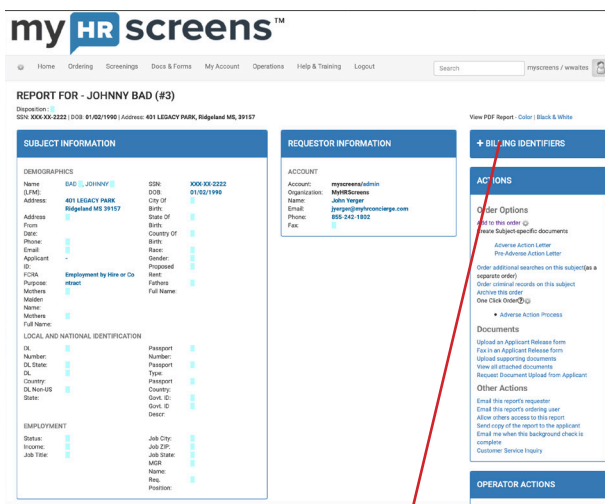 my HR screens™
Home Ordering Screenings Docs & Forms My Account Operations Help & Training Logout Search myscreens / wwaites
REPORT FOR - JOHNNY BAD (#3)
Disposition :
SSN: XXX-XX-2222 | DOB: 01/02/1990 | Address: 401 LEGACY PARK, Ridgeland MS, 39157
View PDF Report - Color | Black & White
SUBJECT INFORMATION
DEMOGRAPHICS
Name BAD , JOHNNY
(LFM):
Address: 401 LEGACY PARK
Ridgeland MS 39157
Address
From
Date:
Phone:
Email:
Applicant -
ID:
FCRA Employment by Hire or Co
Purpose: ntract
Mothers
Maiden
Name:
Mothers
Full Name:
SSN: XXX-XX-2222
DOB: 01/02/1990
City Of
Birth:
State Of
Birth:
Country Of
Birth:
Race:
Gender:
Proposed
Rent:
Fathers
Full Name:
LOCAL AND NATIONAL IDENTIFICATION
DL
Number:
DL State:
DL
Country:
DL Non-US
State:
Passport
Number:
Passport
Type:
Passport
Country:
Govt. ID:
Govt. ID
Descr:
EMPLOYMENT
Status:
Income:
Job Title:
Job City:
Job ZIP:
Job State:
MGR
Name:
Req.
Position:
REQUESTOR INFORMATION
ACCOUNT
Account: myscreens/admin
Organization: MyHRScreens
Name: John Yerger
Email: jyerger@myhrconcierge.com
Phone: 855-242-1802
Fax:
+ BILLING IDENTIFIERS
ACTIONS
Order Options
Add to this order
Create Subject-specific documents
Adverse Action Letter
Pre-Adverse Action Letter
Order additional searches on this subject(as a
separate order)
Order criminal records on this subject
Archive this order
One Click Order
• Adverse Action Process
Documents
Upload an Applicant Release form
Fax in an Applicant Release form
Upload supporting documents
View all attached documents
Request Document Upload from Applicant
Other Actions
Email this report's requester
Email this report's ordering user
Allow others access to this report
Send copy of the report to the applicant
Email me when this background check is
complete
Customer Service Inquiry
OPERATOR ACTIONS